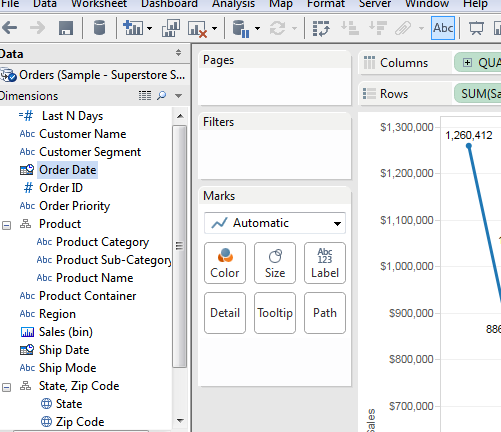 File Data Worksheet Dashboard Analysis Map Format Server Window Help
Abc
Data
Orders (Sample - Superstore S...
Dimensions
=# Last N Days
Abc Customer Name
Abc Customer Segment
Order Date
# Order ID
Abc Order Priority
Product
Abc Product Category
Abc Product Sub-Category
Abc Product Name
Abc Product Container
Abc Region
Sales (bin)
Ship Date
Abc Ship Mode
State, Zip Code
State
Zip Code
Pages
Filters
Marks
Automatic
Color
Size
Abc
123
Label
Detail
Tooltip
Path
Columns
QUA
Rows
SUM(Sa
$1,300,000
$1,200,000
$1,100,000
$1,000,000
$900,000
$800,000
$700,000
1,260,412
886
Sales